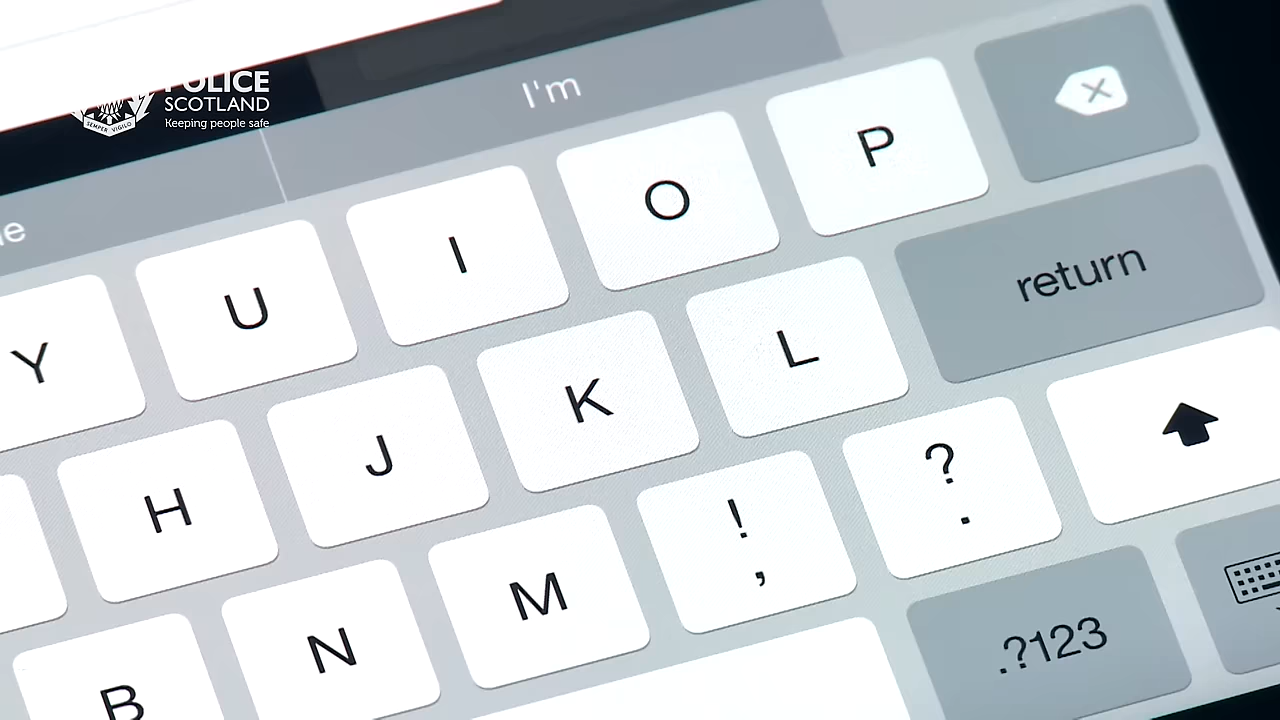 POLICE
SCOTLAND
Keeping people safe
SEMPER VIGILO
I'm
Y U I O P
H J K L return
B N M ! , ? .
.?123